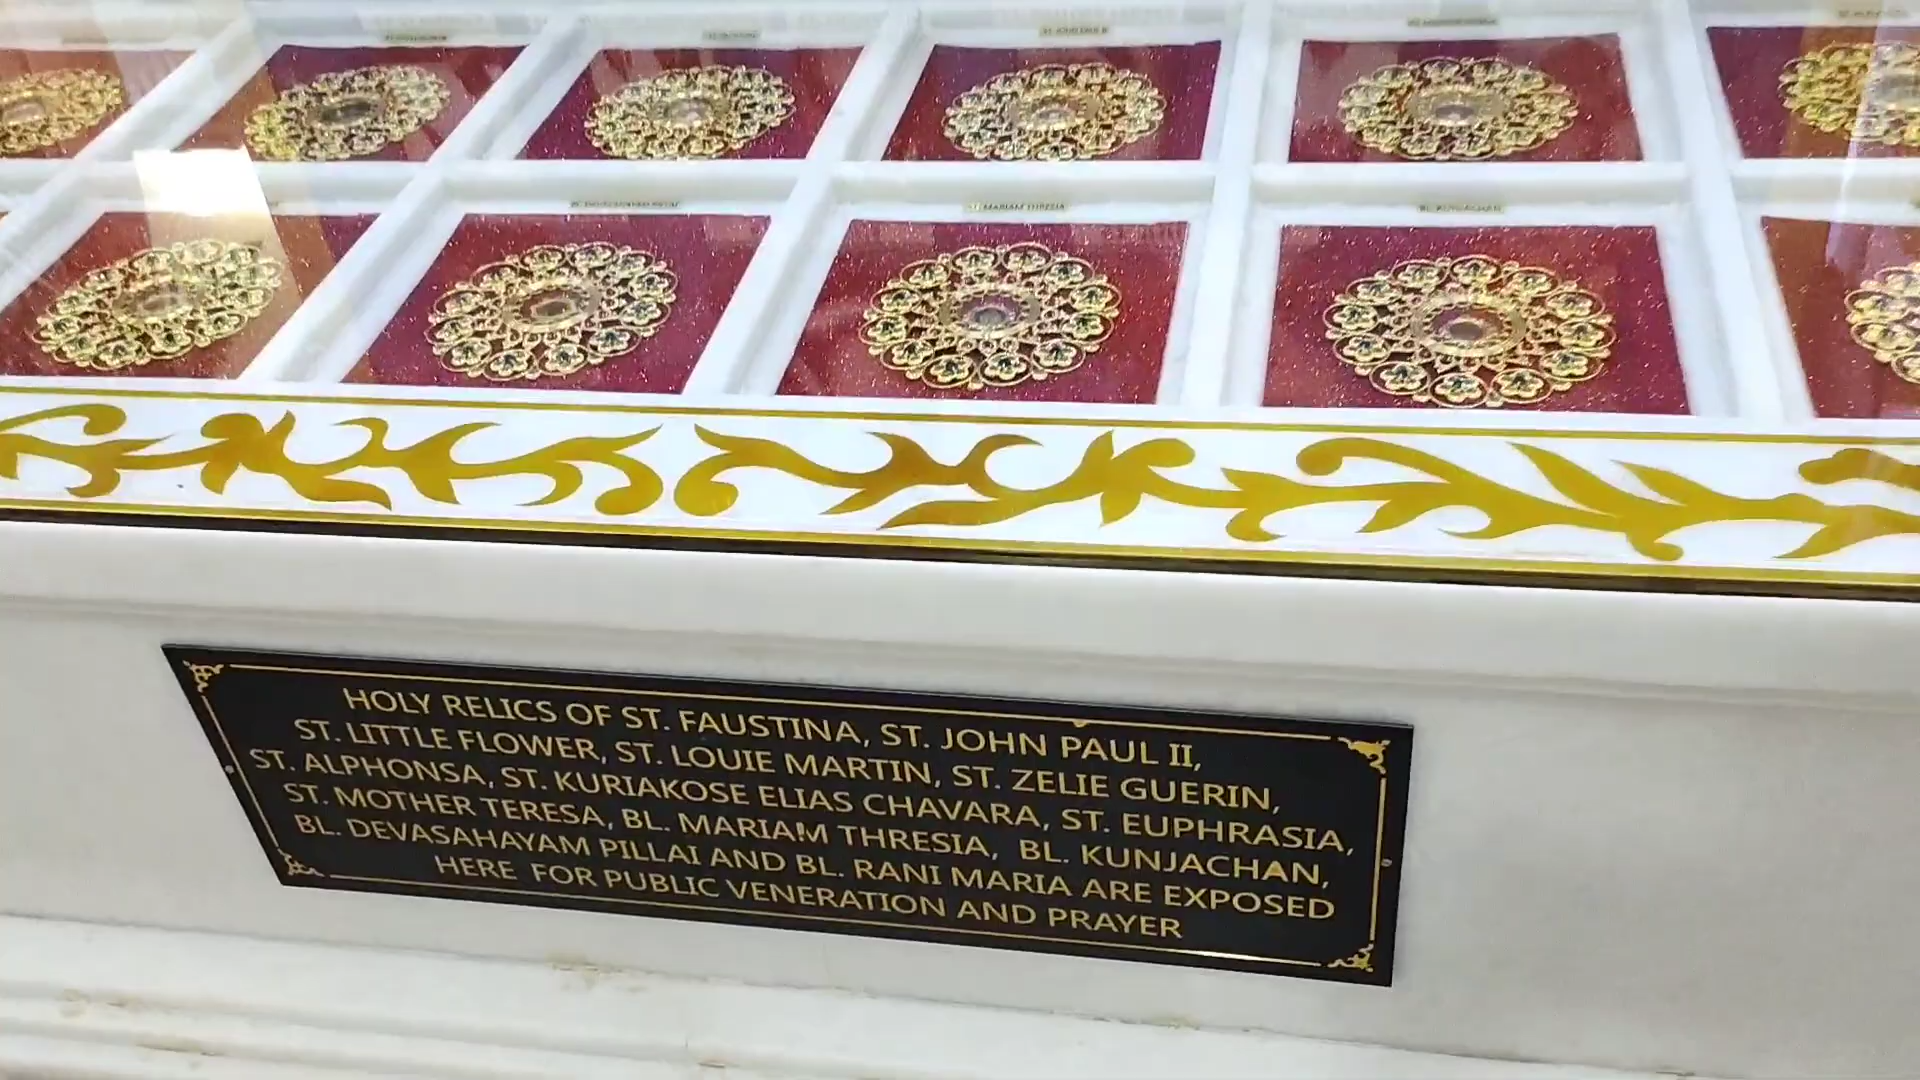 ST. MARIAM THRESIA
BL. KUNJACHAN
HOLY RELICS OF ST. FAUSTINA, ST. JOHN PAUL II,
ST. LITTLE FLOWER, ST. LOUIE MARTIN, ST. ZELIE GUERIN,
ST. ALPHONSA, ST. KURIAKOSE ELIAS CHAVARA, ST. EUPHRASIA,
ST. MOTHER TERESA, BL. MARIAM THRESIA, BL. KUNJACHAN,
BL. DEVASAHAYAM PILLAI AND BL. RANI MARIA ARE EXPOSED
HERE FOR PUBLIC VENERATION AND PRAYER